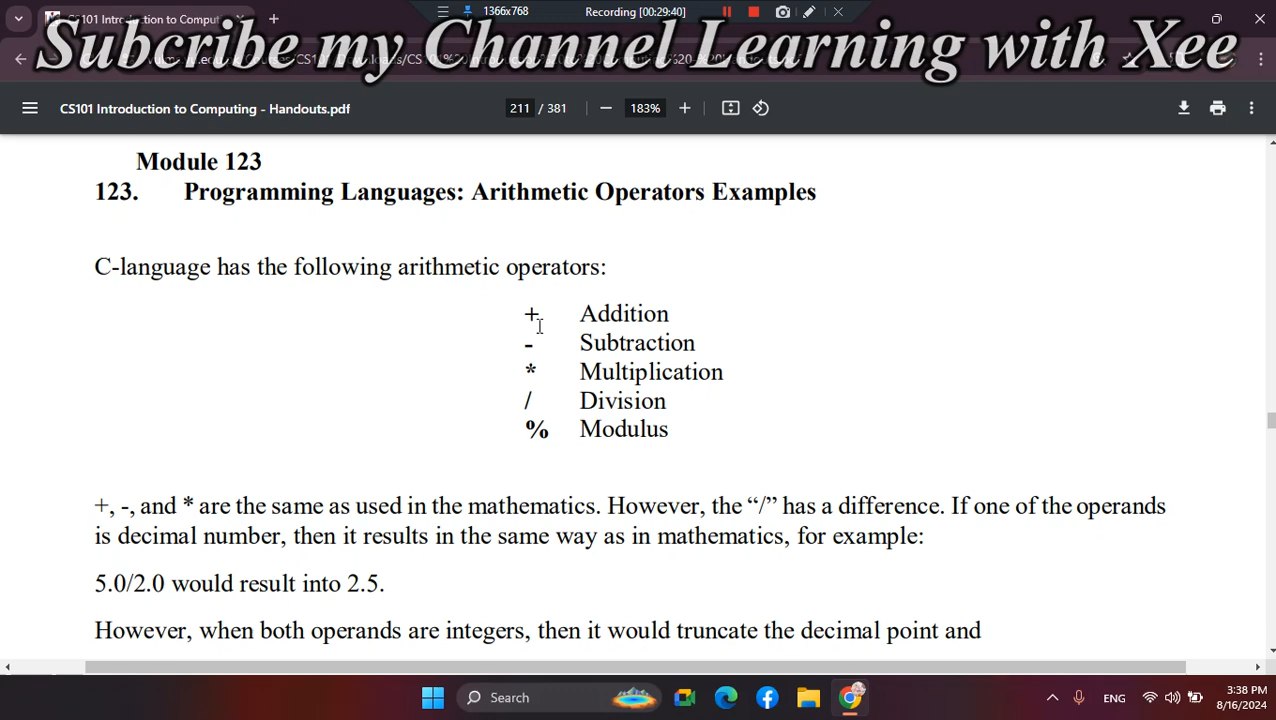 1366x768
Recording [00:29:40]
CS101 Introduction to Comput
Subcribe my Channel Learning with Xee
CS101 Introduction to Computing - Handouts.pdf
211 / 381
183%
Module 123
123. Programming Languages: Arithmetic Operators Examples
C-language has the following arithmetic operators:
+ Addition
- Subtraction
* Multiplication
/ Division
% Modulus
+, -, and * are the same as used in the mathematics. However, the “/” has a difference. If one of the operands
is decimal number, then it results in the same way as in mathematics, for example:
5.0/2.0 would result into 2.5.
However, when both operands are integers, then it would truncate the decimal point and
Search
ENG
3:38 PM
8/16/2024